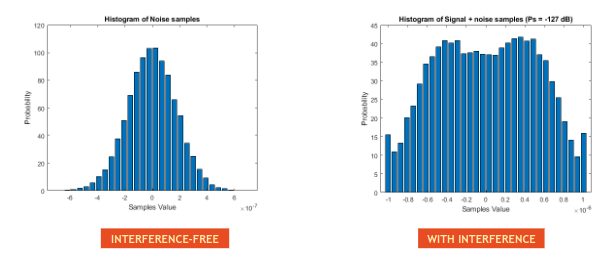 Histogram of Noise samples
120
100
80
60
40
20
0
Probability
-6 -4 -2 0 2 4 6
Samples Value
× 10^-7
INTERFERENCE-FREE
Histogram of Signal + noise samples (Ps = -127 dB)
45
40
35
30
25
20
15
10
5
0
Probability
-1 -0.8 -0.6 -0.4 -0.2 0 0.2 0.4 0.6 0.8 1
Samples Value
× 10^-6
WITH INTERFERENCE